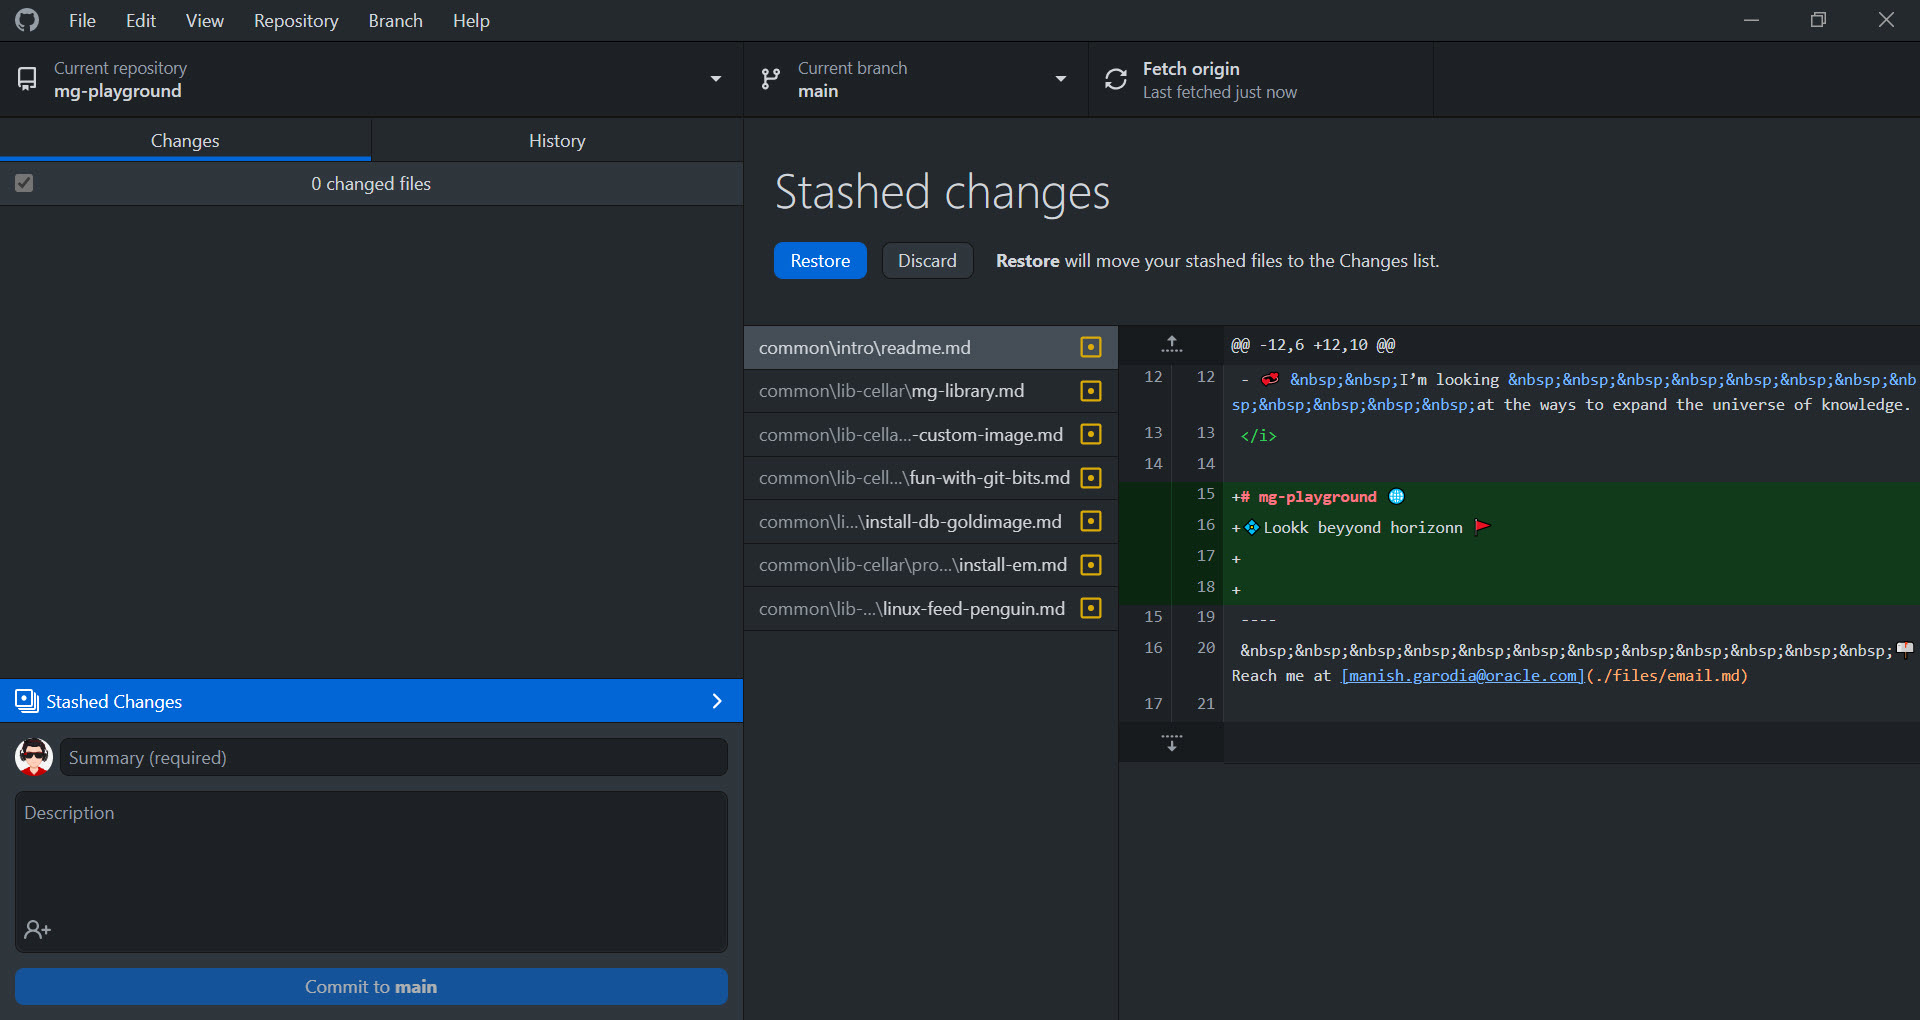 File Edit View Repository Branch Help
Current repository
mg-playground
Current branch
main
Fetch origin
Last fetched just now
Changes
History
0 changed files
Stashed Changes
Summary (required)
Description
Commit to main
Stashed changes
Restore Discard Restore will move your stashed files to the Changes list.
common\intro\readme.md
common\lib-cellar\mg-library.md
common\lib-cella...-custom-image.md
common\lib-cell...\fun-with-git-bits.md
common\li...\install-db-goldimage.md
common\lib-cellar\pro...\install-em.md
common\lib-...\linux-feed-penguin.md
@@ -12,6 +12,10 @@
12 12 - &nbsp;&nbsp;I’m looking &nbsp;&nbsp;&nbsp;&nbsp;&nbsp;&nbsp;&nbsp;&nb
sp;&nbsp;&nbsp;&nbsp;&nbsp;at the ways to expand the universe of knowledge.
13 13 </i>
14 14
15 +# mg-playground 🌐
16 +💠Lookk beyyond horizonn 🚩
17 +
18 +
15 19 ----
16 20 &nbsp;&nbsp;&nbsp;&nbsp;&nbsp;&nbsp;&nbsp;&nbsp;&nbsp;&nbsp;&nbsp;&nbsp;📫
Reach me at [manish.garodia@oracle.com](./files/email.md)
17 21